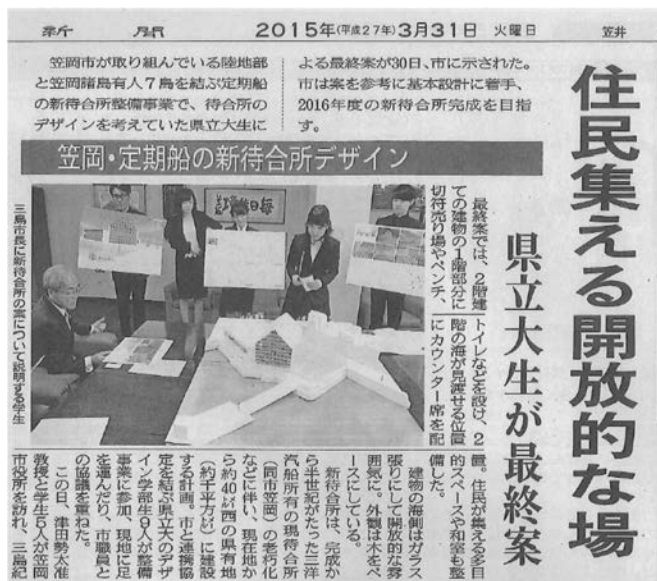 新聞
2015年(平成27年)3月31日 火曜日
笠井
住民集える開放的な場
県立大生が最終案
笠岡市が取り組んでいる陸地部
と笠岡諸島有人7島を結ぶ定期船
の新待合所整備事業で、待合所の
デザインを考えていた県立大生に
よる最終案が30日、市に示された。
市は案を参考に基本設計に着手、
2016年度の新待合所完成を目指
す。
笠岡・定期船の新待合所デザイン
最終案では、2階建
ての建物の1階部分に
切符売り場やベンチ、
トイレなどを設け、2
階の海が見渡せる位置
にカウンター席を配
置。住民が集える多目
的スペースや和室も整
備した。
建物の海側はガラス
張りにして開放的な雰
囲気に。外観は木をベ
ースにしている。
新待合所は、完成か
ら半世紀がたった三洋
汽船所有の現待合所
(同市笠岡)の老朽化
などに伴い、現在地か
ら約40㍍西の県有地
(約千平方㍍)に建設
する計画。市と連携協
定を結ぶ県立大のデザ
イン学部生9人が整備
事業に参加、現地に足
を運んだり、市職員と
の協議を重ねた。
この日、津田勢太准
教授と学生5人が笠岡
市役所を訪れ、三島紀
三島市長に新待合所の案について説明する学生